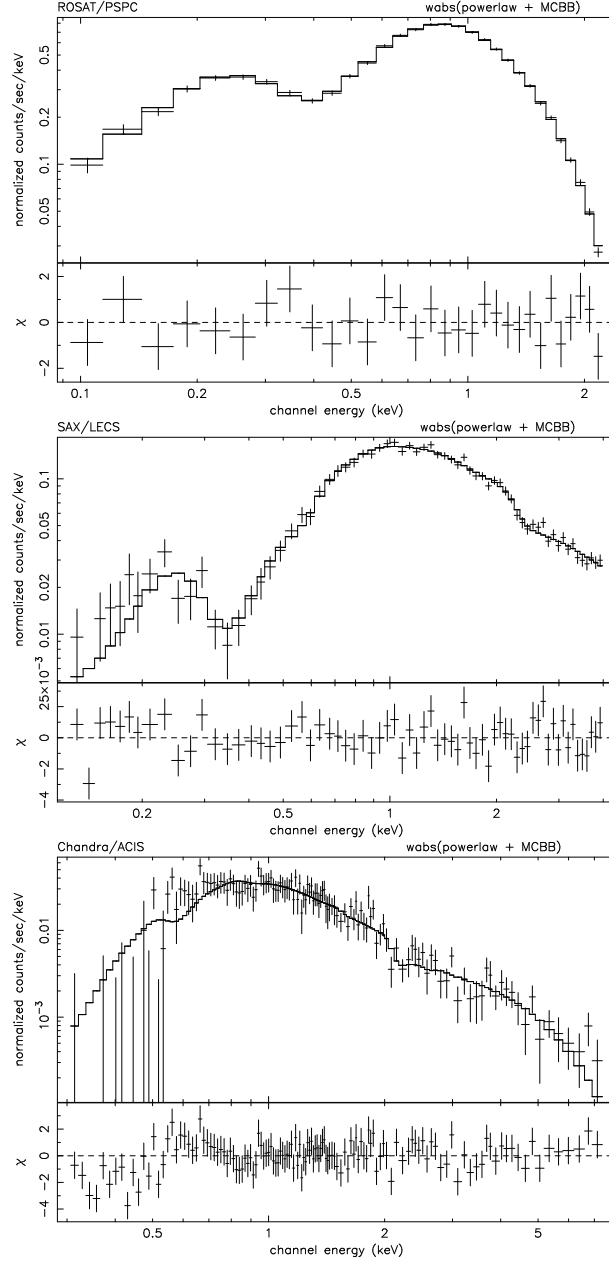 ROSAT/PSPC wabs(powerlaw + MCBB)
normalized counts/sec/keV
0.5
0.2
0.1
0.05
χ
2
0
−2
0.1 0.2 0.5 1 2
channel energy (keV)
SAX/LECS wabs(powerlaw + MCBB)
normalized counts/sec/keV
0.1
0.05
0.02
0.01
5×10−3
χ
2
0
−2
−4
0.2 0.5 1 2
channel energy (keV)
Chandra/ACIS wabs(powerlaw + MCBB)
normalized counts/sec/keV
0.01
10−3
χ
2
0
−2
−4
0.5 1 2 5
channel energy (keV)